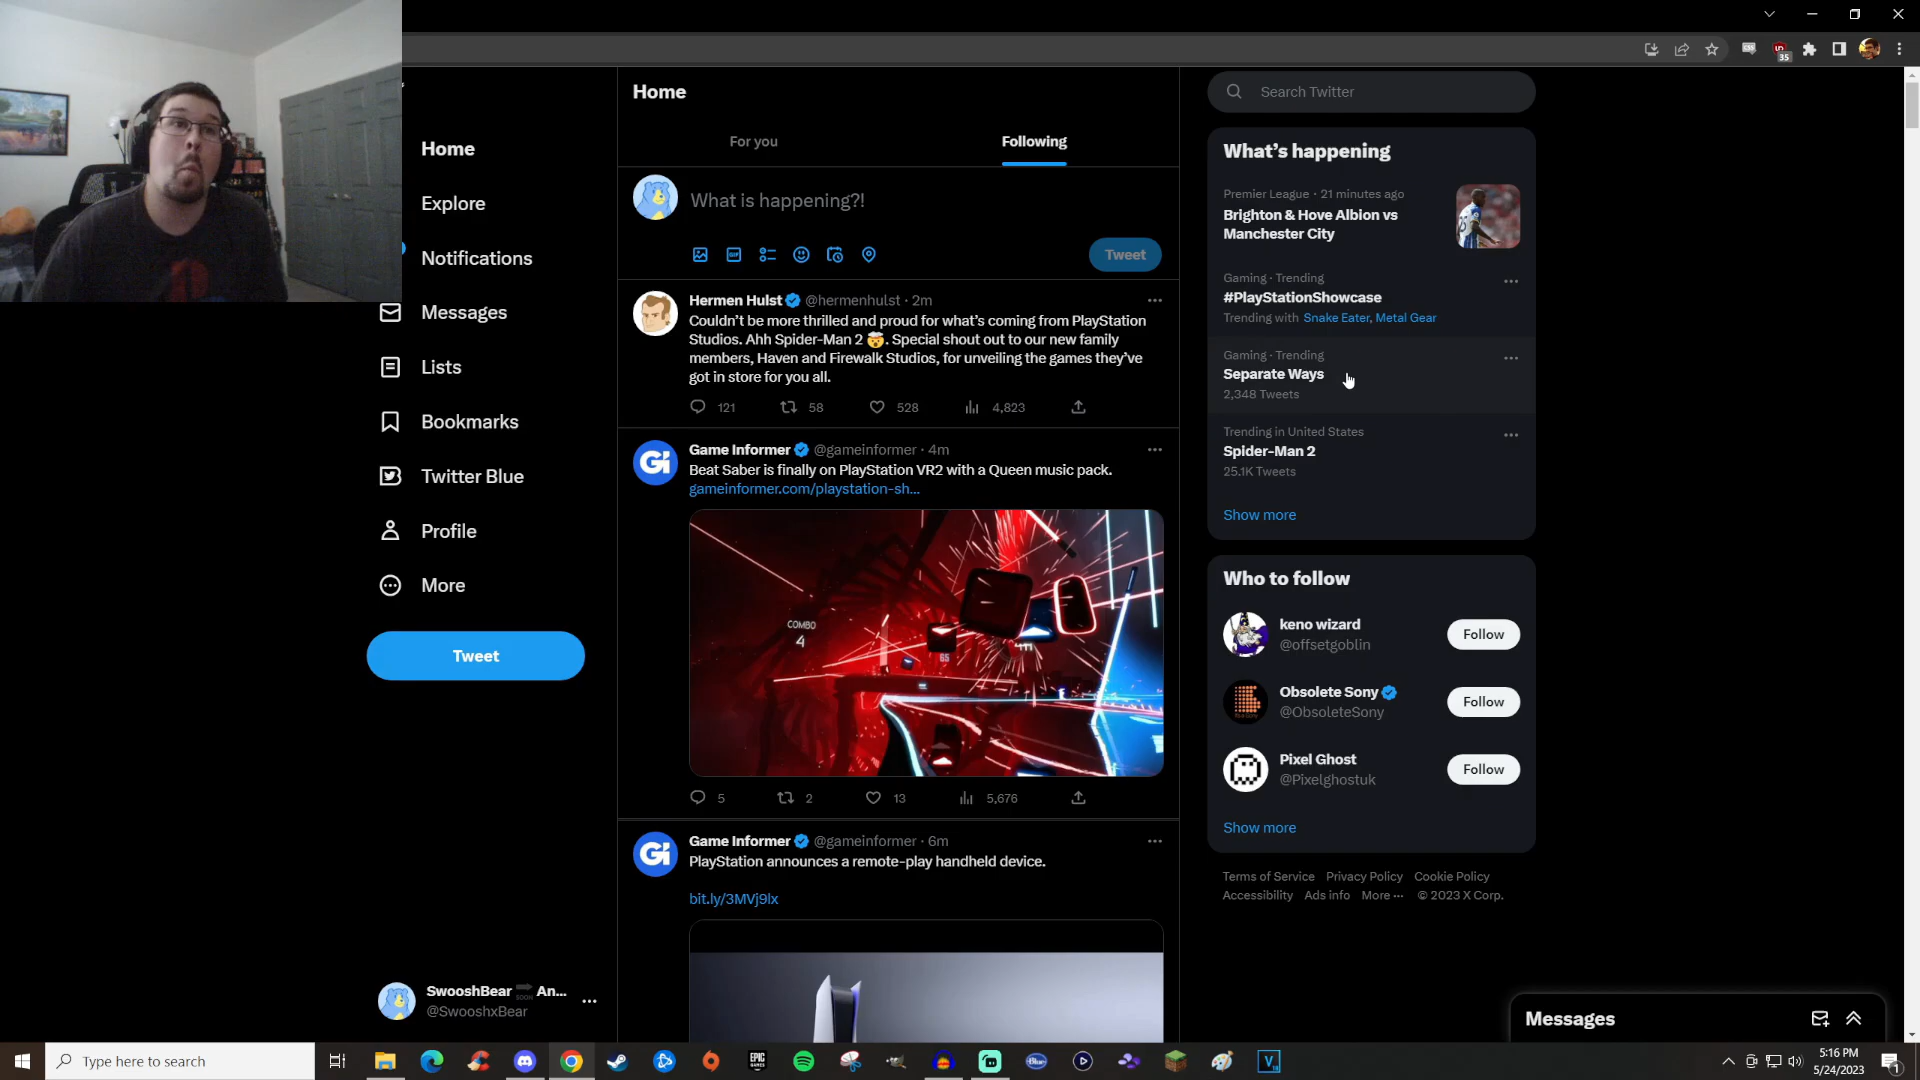 35
Home
For you
Following
Search Twitter
Home
Explore
Notifications
Messages
Lists
Bookmarks
Twitter Blue
Profile
More
Tweet
SwooshBear SOON An...
@SwooshxBear
What is happening?!
GIF
Tweet
Hermen Hulst @hermenhulst · 2m
Couldn't be more thrilled and proud for what's coming from PlayStation
Studios. Ahh Spider-Man 2 🤯. Special shout out to our new family
members, Haven and Firewalk Studios, for unveiling the games they've
got in store for you all.
121 58 528 4,823
Gi
Game Informer @gameinformer · 4m
Beat Saber is finally on PlayStation VR2 with a Queen music pack.
gameinformer.com/playstation-sh...
COMBO
4
5 2 13 5,676
Gi
Game Informer @gameinformer · 6m
PlayStation announces a remote-play handheld device.
bit.ly/3MVj9lx
What's happening
Premier League · 21 minutes ago
Brighton & Hove Albion vs
Manchester City
Gaming · Trending
#PlayStationShowcase
Trending with Snake Eater, Metal Gear
Gaming · Trending
Separate Ways
2,348 Tweets
Trending in United States
Spider-Man 2
25.1K Tweets
Show more
Who to follow
keno wizard
@offsetgoblin
Follow
Obsolete Sony
@ObsoleteSony
Follow
Pixel Ghost
@Pixelghostuk
Follow
Show more
Terms of Service Privacy Policy Cookie Policy
Accessibility Ads info More ··· © 2023 X Corp.
Messages
Type here to search
EPIC
GAMES
Blue
V
5:16 PM
5/24/2023
1